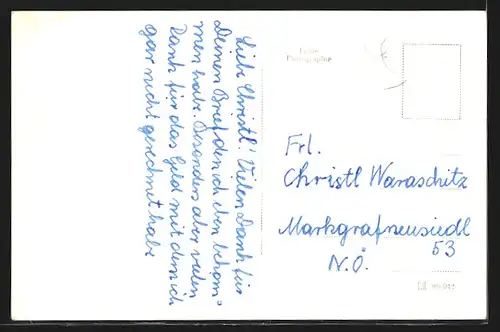 Liebe Christl! Vielen Dank für
Deinen Brief den ich eben bekom-
men habe. Besonders aber vielen
Dank für das Geld mit dem ich
gar nicht gerechnet habe
Echte
Photographie
Frl.
Christl Waraschitz
Markgrafneusiedl
53
N.Ö.